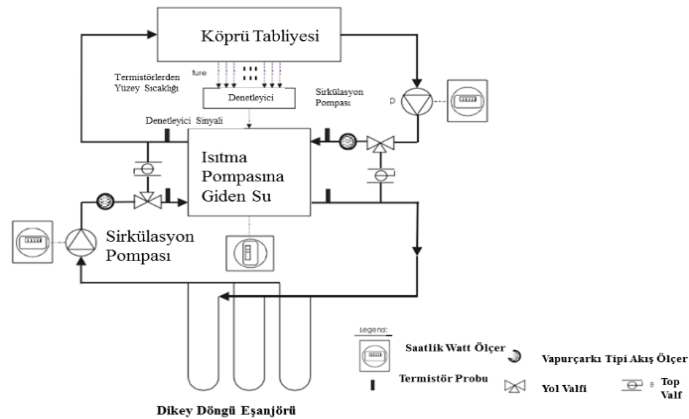 Köprü Tabliyesi
Termistörlerden
Yüzey Sıcaklığı
ture
Denetleyici
Sirkülasyon
Pompası
p
Denetleyici Sinyali
Isıtma
Pompasına
Giden Su
Sirkülasyon
Pompası
Legend:
Saatlik Watt Ölçer
Vapurçarkı Tipi Akış Ölçer
Termistör Probu
Yol Valfi
Top
Valf
Dikey Döngü Eşanjörü